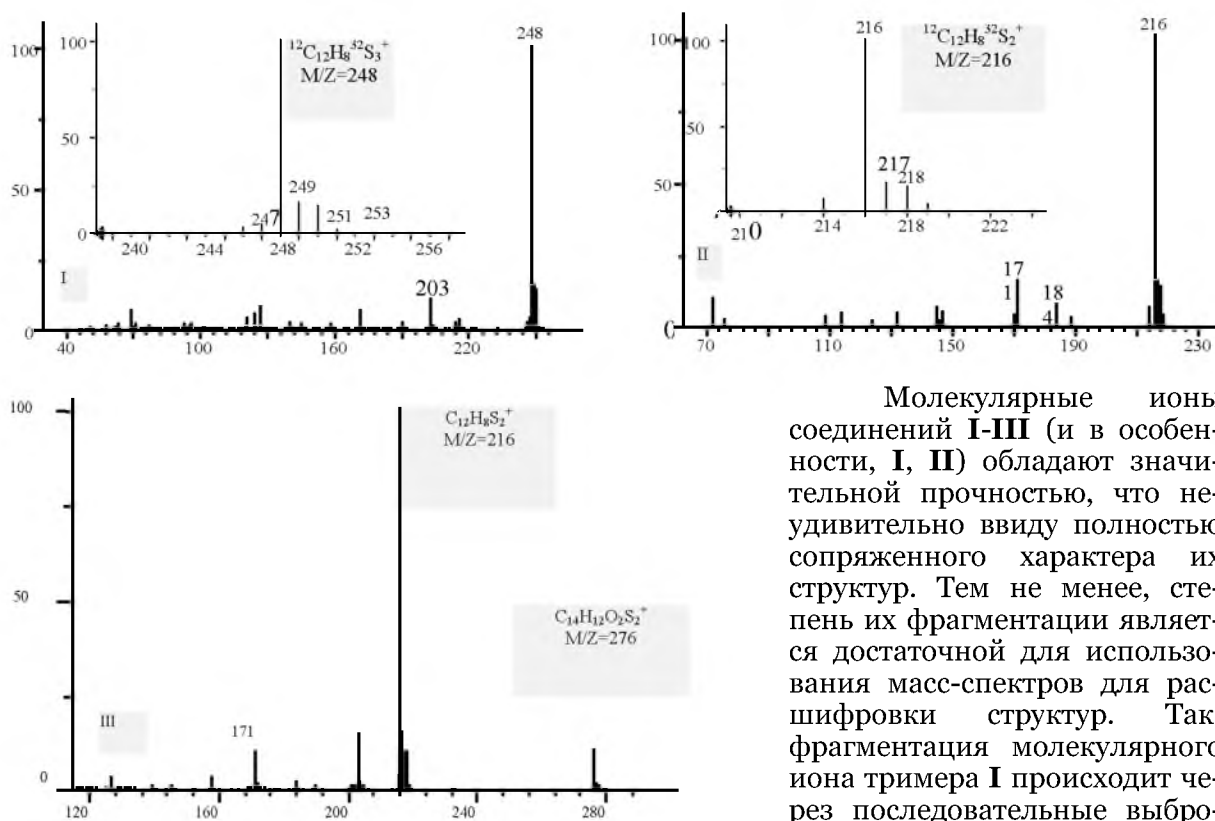 100
50
0
I
40
100
160
220
248
203
100
50
0
¹²C₁₂H₈³²S₃⁺
M/Z=248
247
249
251
253
240
244
248
252
256
100
50
0
II
70
110
150
190
230
216
17
1
18
4
100
50
0
¹²C₁₂H₈³²S₂⁺
M/Z=216
216
217
218
210
214
218
222
100
50
0
III
171
C₁₂H₈S₂⁺
M/Z=216
C₁₄H₁₂O₂S₂⁺
M/Z=276
120
160
200
240
280
Молекулярные ионы
соединений I-III (и в особен-
ности, I, II) обладают значи-
тельной прочностью, что не-
удивительно ввиду полностью
сопряженного характера их
структур. Тем не менее, сте-
пень их фрагментации являет-
ся достаточной для использо-
вания масс-спектров для рас-
шифровки структур. Так
фрагментация молекулярного
иона тримера I происходит че-
рез последовательные выбро-